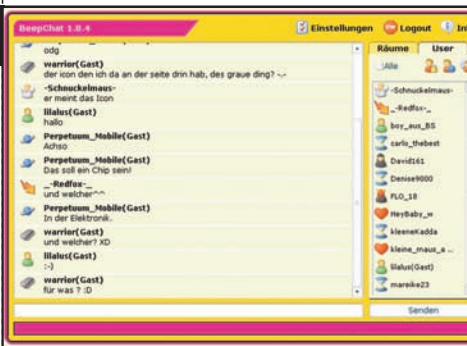 BeepChat 1.0.4
Einstellungen Logout
odg
warrior(Gast)
der icon den ich da an der seite drin hab, des graue ding? -.-
-Schnuckelmaus-
er meint das Icon
lilalus(Gast)
hallo
Perpetuum_Mobile(Gast)
Achso
Perpetuum_Mobile(Gast)
Das soll ein Chip sein!
_-Redfox-_
und welcher^^
Perpetuum_Mobile(Gast)
In der Elektronik.
warrior(Gast)
und welcher? XD
lilalus(Gast)
:-)
warrior(Gast)
für was ? :D
Räume User
Alle
-Schnuckelmaus-
_-Redfox-_
boy_aus_BS
carlo_thebest
David161
Denise9000
FLO_18
HeyBaby_w
kleeneKadda
kleine_maus_a ...
lilalus(Gast)
mareike23
Senden